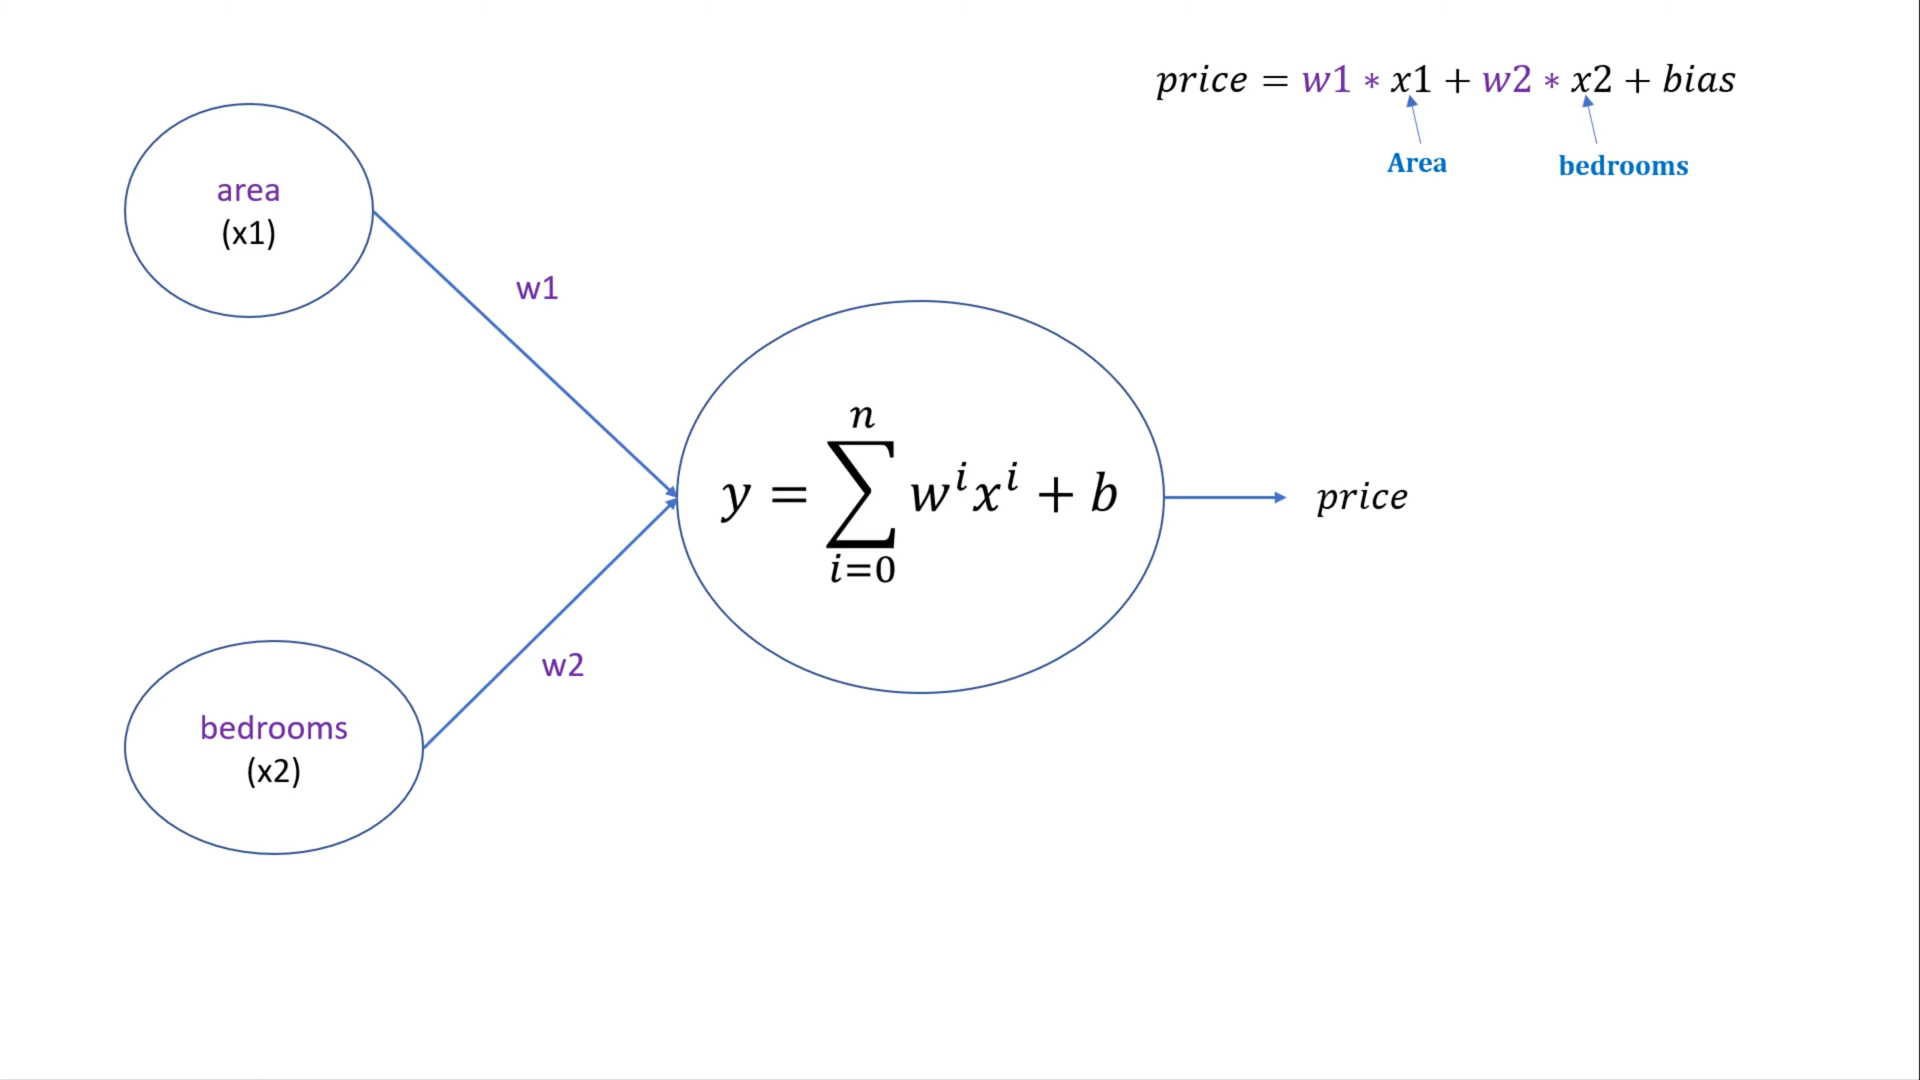 price = w1 * x1 + w2 * x2 + bias
Area
bedrooms
area
(x1)
w1
y = ∑_{i=0}^{n} w^i x^i + b
price
w2
bedrooms
(x2)